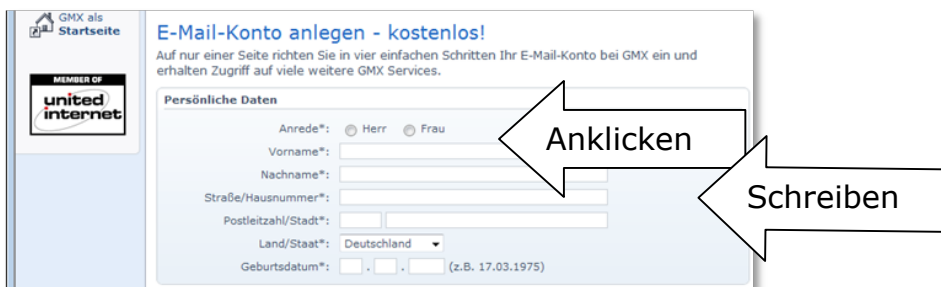 GMX als
Startseite
MEMBER OF
united
internet
E-Mail-Konto anlegen - kostenlos!
Auf nur einer Seite richten Sie in vier einfachen Schritten Ihr E-Mail-Konto bei GMX ein und
erhalten Zugriff auf viele weitere GMX Services.
Persönliche Daten
Anrede*: Herr Frau
Anklicken
Vorname*:
Nachname*:
Schreiben
Straße/Hausnummer*:
Postleitzahl/Stadt*:
Land/Staat*: Deutschland
Geburtsdatum*: . . (z.B. 17.03.1975)